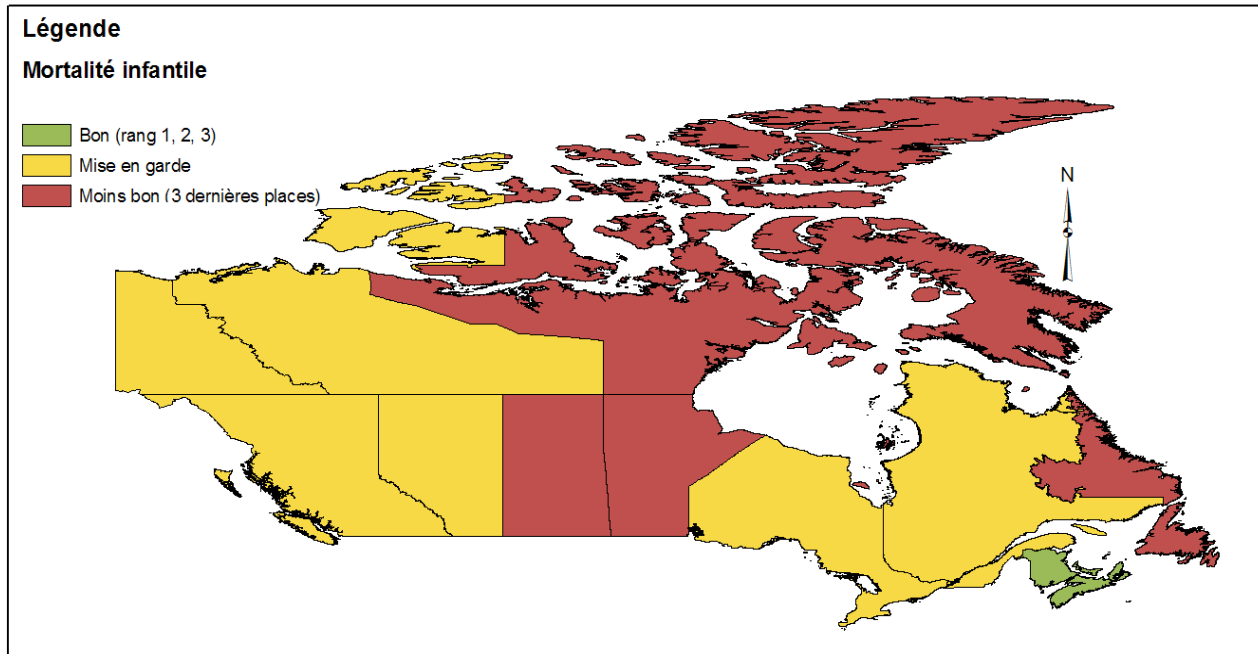 Légende
Mortalité infantile
Bon (rang 1, 2, 3)
Mise en garde
Moins bon (3 dernières places)
N